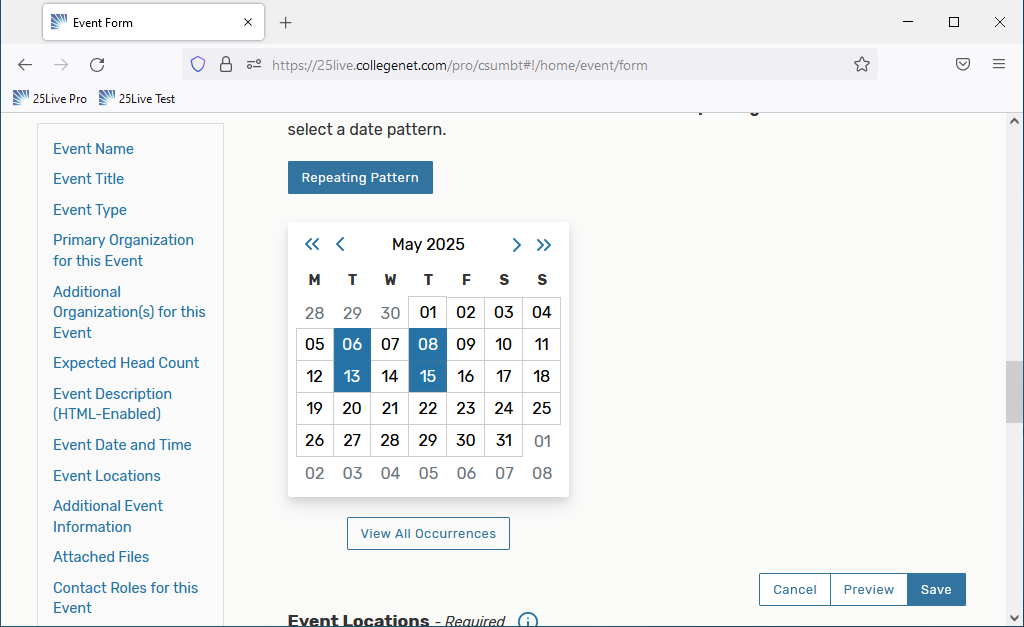 Event Form
https://25live.collegenet.com/pro/csumbt#!/home/event/form
25Live Pro 25Live Test
Event Name
Event Title
Event Type
Primary Organization
for this Event
Additional
Organization(s) for this
Event
Expected Head Count
Event Description
(HTML-Enabled)
Event Date and Time
Event Locations
Additional Event
Information
Attached Files
Contact Roles for this
Event
select a date pattern.
Repeating Pattern
May 2025
M T W T F S S
28 29 30 01 02 03 04
05 06 07 08 09 10 11
12 13 14 15 16 17 18
19 20 21 22 23 24 25
26 27 28 29 30 31 01
02 03 04 05 06 07 08
View All Occurrences
Cancel Preview Save
Event Locations - Required